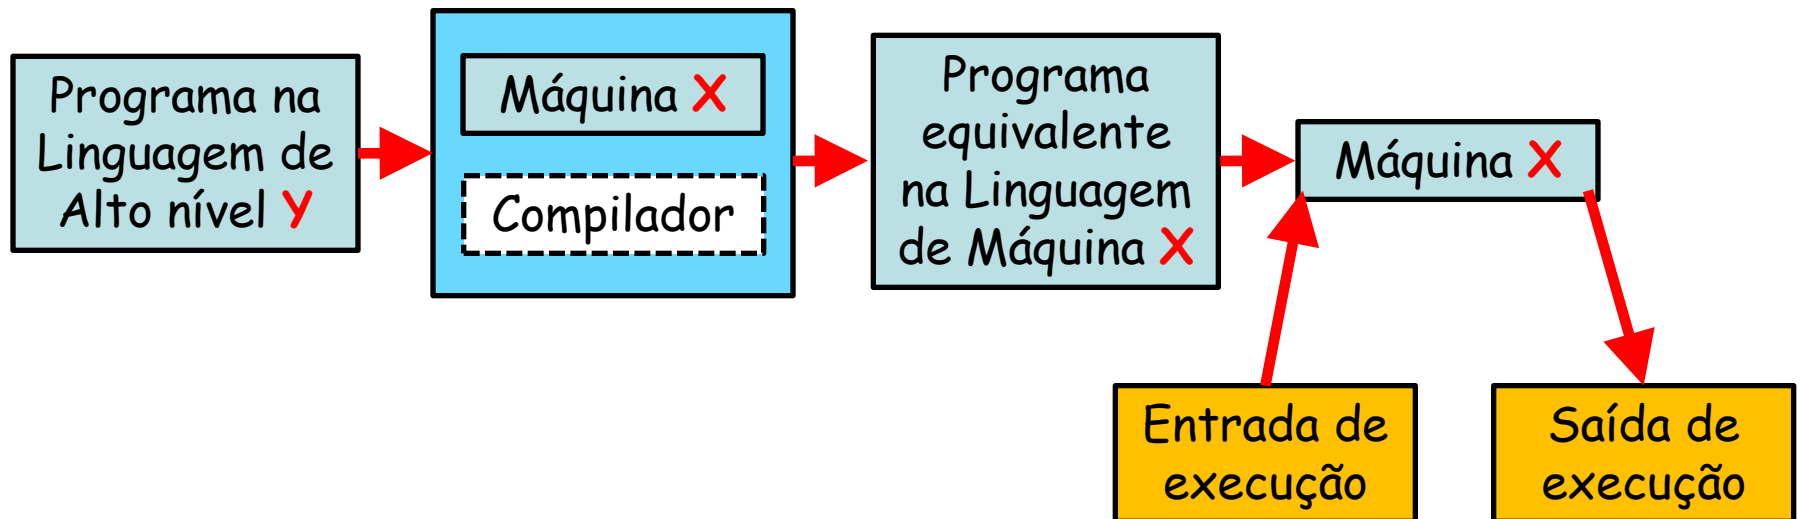 Programa na
Linguagem de
Alto nível Y
Máquina X
Compilador
Programa
equivalente
na Linguagem
de Máquina X
Máquina X
Entrada de
execução
Saída de
execução